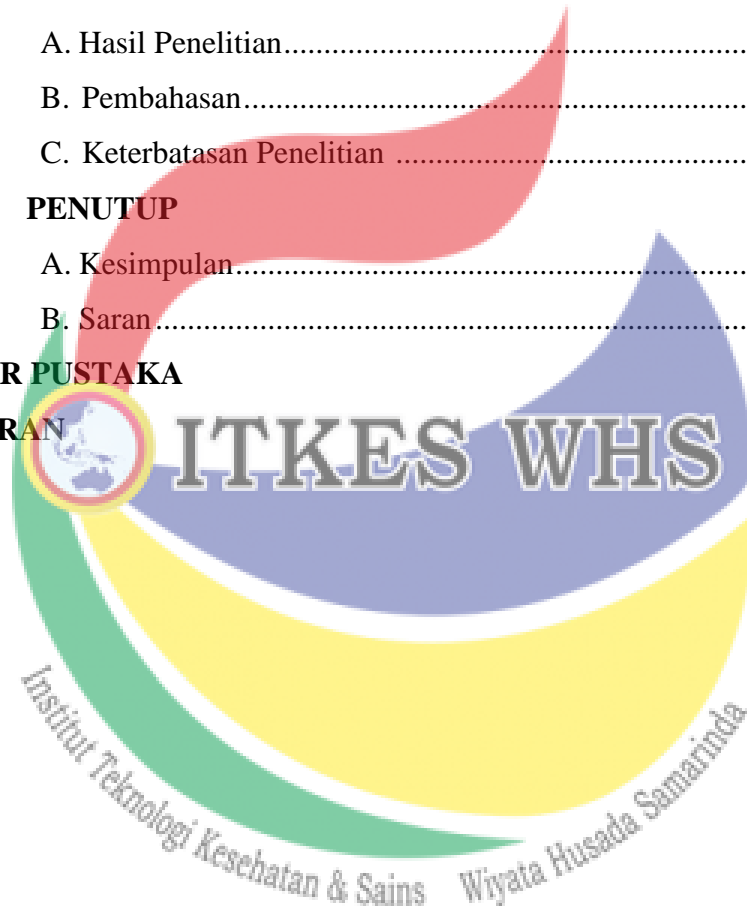 A. Hasil Penelitian.......................................................
B. Pembahasan............................................................
C. Keterbatasan Penelitian ...............................................
PENUTUP
A. Kesimpulan.............................................................
B. Saran.....................................................................
R PUSTAKA
RAN
ITKES WHS
Institut Teknologi Kesehatan & Sains Wiyata Husada Samarinda